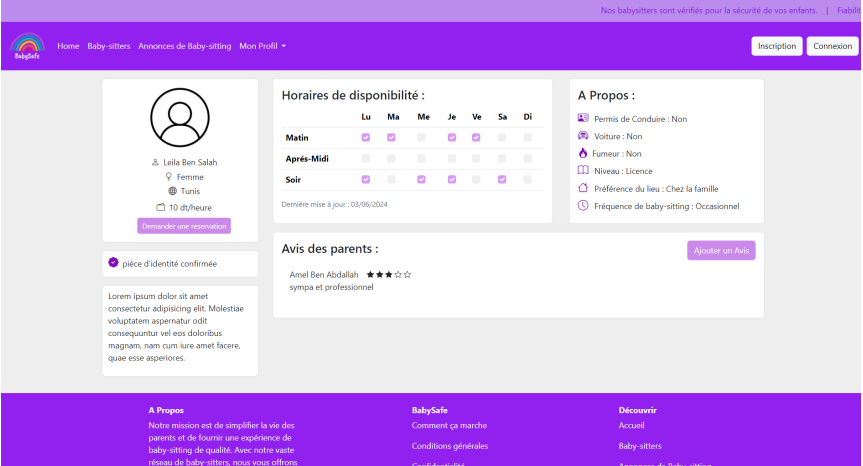 Nos babysitters sont vérifiés pour la sécurité de vos enfants. | Fiabilit
BabySafe
Home Baby-sitters Annonces de Baby-sitting Mon Profil
Inscription Connexion
Leila Ben Salah
Femme
Tunis
10 dt/heure
Demander une reservation
piéce d'identité confirmée
Lorem ipsum dolor sit amet
consectetur adipisicing elit. Molestiae
voluptatem aspernatur odit
consequuntur vel eos doloribus
magnam, nam cum iure amet facere,
quae esse asperiores.
Horaires de disponibilité :
Lu Ma Me Je Ve Sa Di
Matin
Aprés-Midi
Soir
Derniére mise à jour : 03/06/2024
A Propos :
Permis de Conduire : Non
Voiture : Non
Fumeur : Non
Niveau : Licence
Préférence du lieu : Chez la famille
Fréquence de baby-sitting : Occasionnel
Avis des parents :
Ajouter un Avis
Amel Ben Abdallah ★★★☆☆
sympa et professionnel
A Propos
Notre mission est de simplifier la vie des
parents et de fournir une expérience de
baby-sitting de qualité. Avec notre vaste
réseau de baby-sitters, nous vous offrons
BabySafe
Comment ça marche
Conditions générales
Confidentialité
Découvrir
Accueil
Baby-sitters
Annonces de Baby-sitting